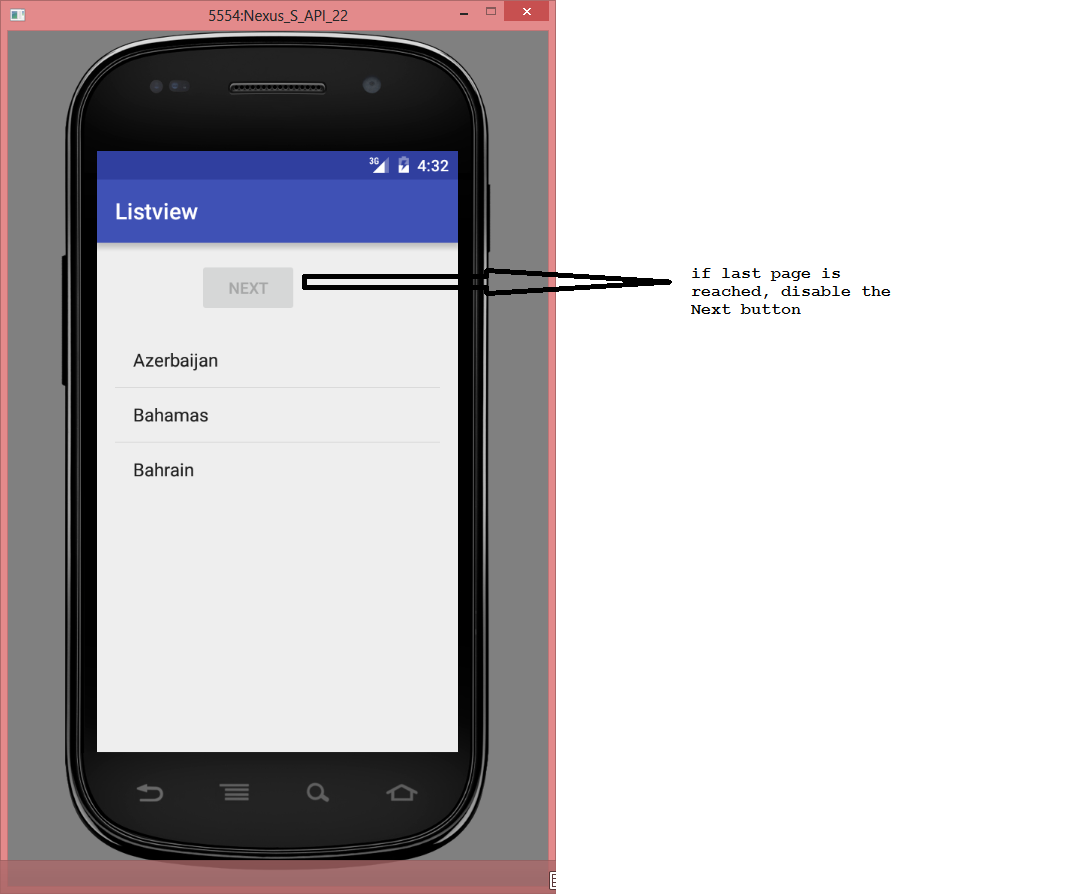 5554:Nexus_S_API_22
3G 4:32
Listview
NEXT
if last page is
reached, disable the
Next button
Azerbaijan
Bahamas
Bahrain